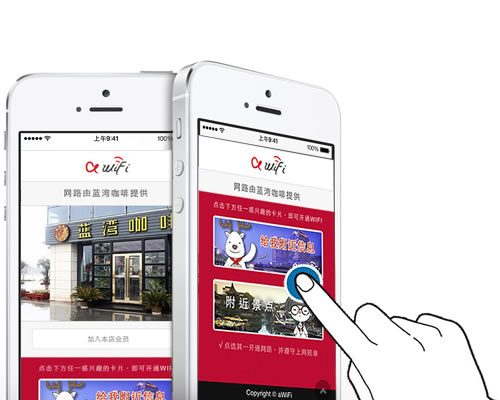 上午9:41
100%
aWiFi
网路由蓝湾咖啡提供
蓝湾咖啡
加入本店会员
点击下方任一感兴趣的卡片,即可开通WIFI
给我附近信息
上午9:41
100%
aWiFi
网路由蓝湾咖啡提供
点击下方任一感兴趣的卡片,即可开通WIFI
给我附近信息
附近景点
√ 点选其一开通网路,并遵守上网规章
Copyright © aWiFi